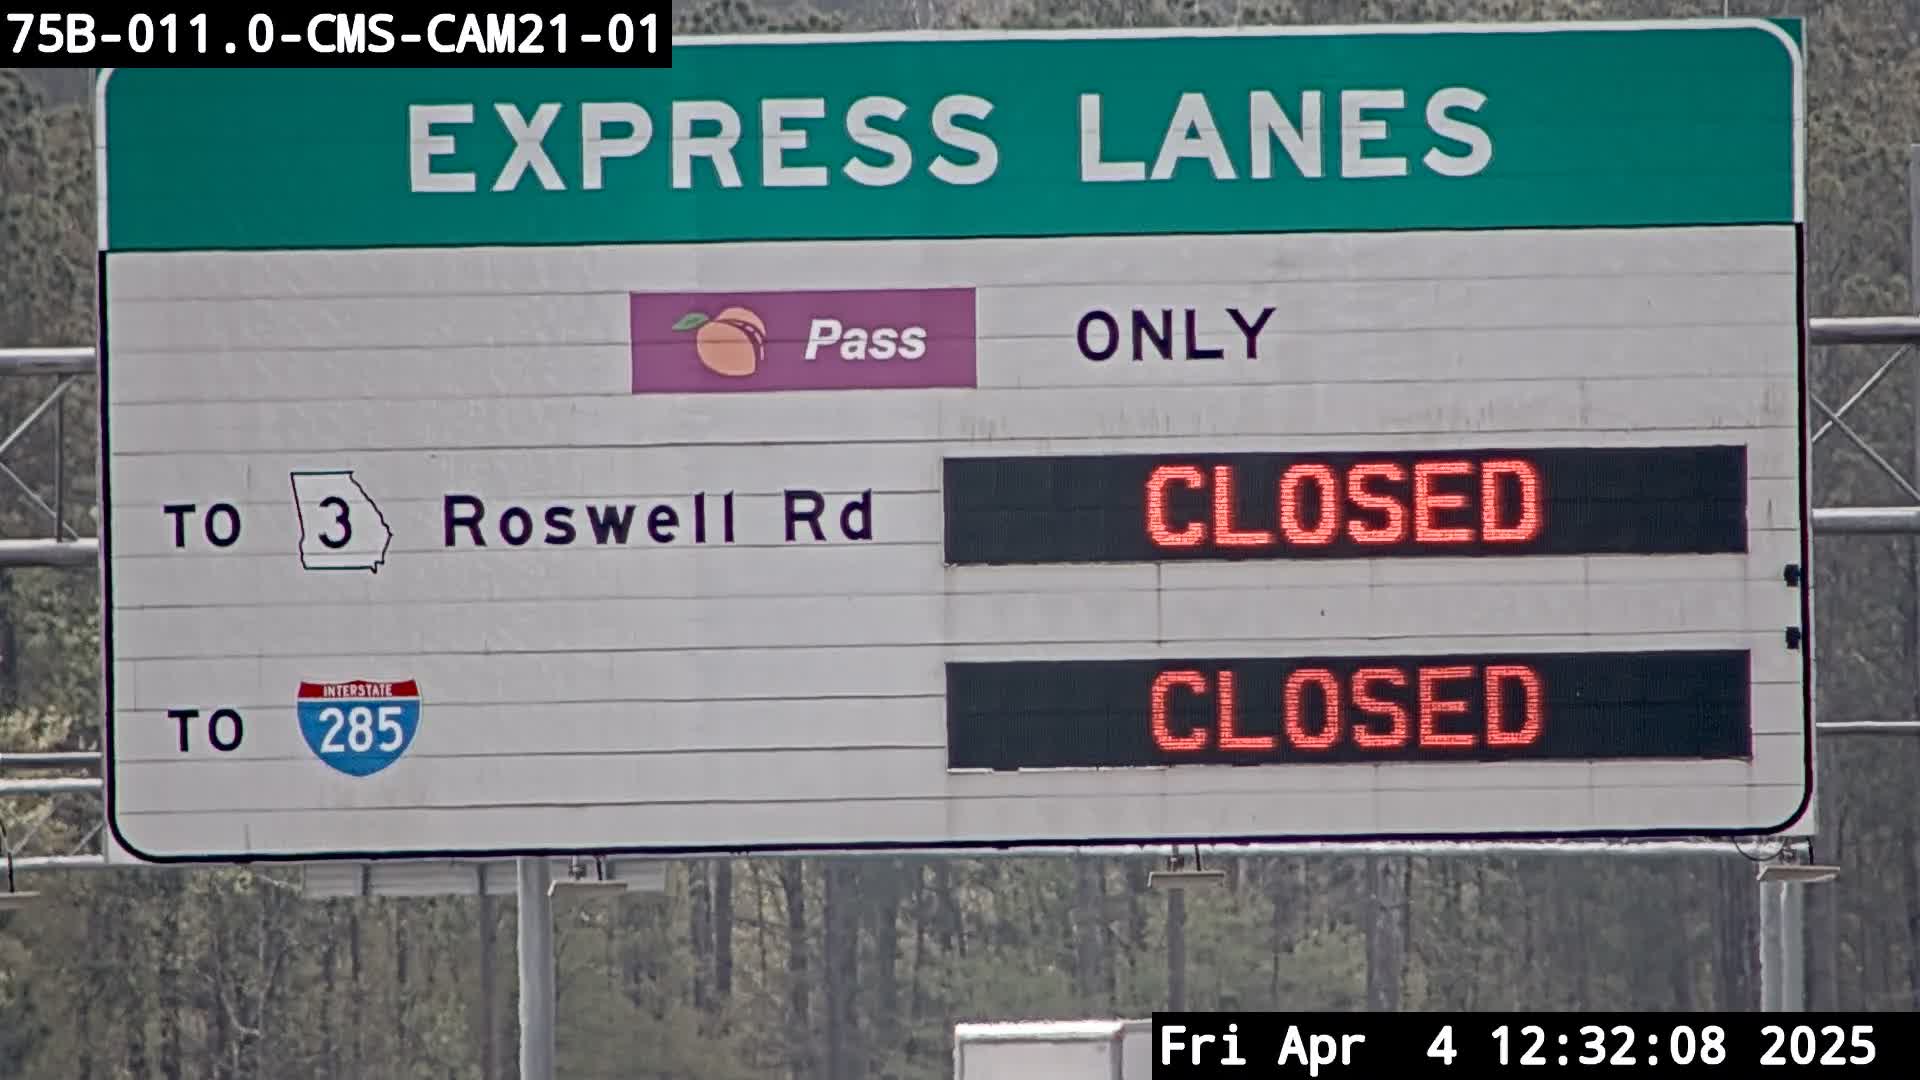 75B-011.0-CMS-CAM21-01
EXPRESS LANES
Pass ONLY
TO 3 Roswell Rd CLOSED
TO INTERSTATE 285 CLOSED
Fri Apr 4 12:32:08 2025